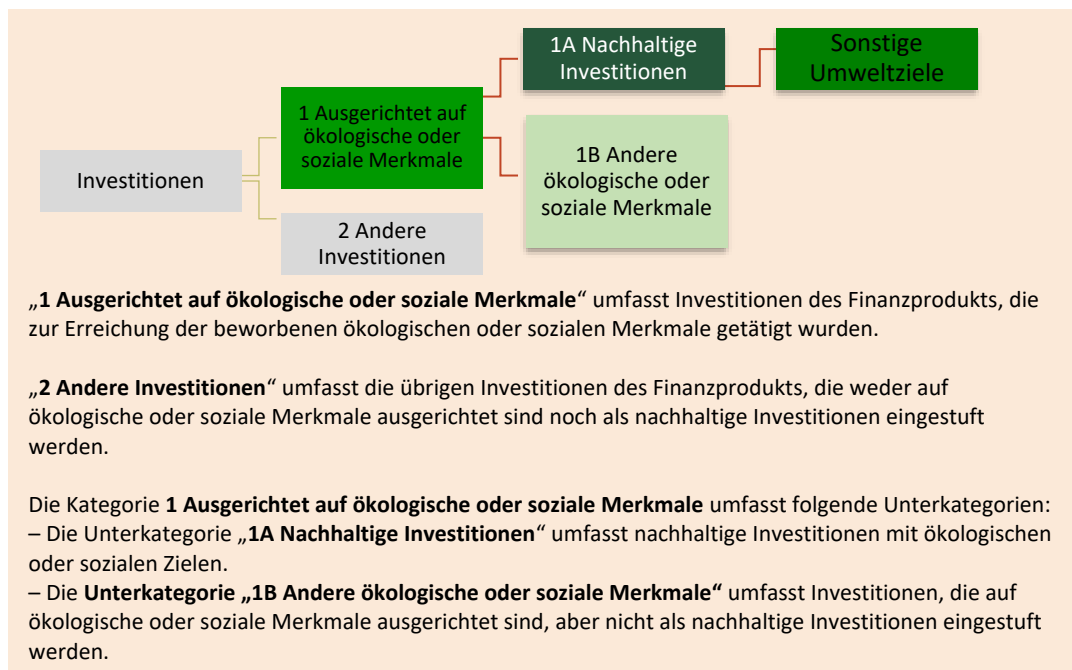 1A Nachhaltige
Investitionen
Sonstige
Umweltziele
1 Ausgerichtet auf
ökologische oder
soziale Merkmale
1B Andere
ökologische oder
soziale Merkmale
Investitionen
2 Andere
Investitionen
„1 Ausgerichtet auf ökologische oder soziale Merkmale“ umfasst Investitionen des Finanzprodukts, die
zur Erreichung der beworbenen ökologischen oder sozialen Merkmale getätigt wurden.
„2 Andere Investitionen“ umfasst die übrigen Investitionen des Finanzprodukts, die weder auf
ökologische oder soziale Merkmale ausgerichtet sind noch als nachhaltige Investitionen eingestuft
werden.
Die Kategorie 1 Ausgerichtet auf ökologische oder soziale Merkmale umfasst folgende Unterkategorien:
– Die Unterkategorie „1A Nachhaltige Investitionen“ umfasst nachhaltige Investitionen mit ökologischen
oder sozialen Zielen.
– Die Unterkategorie „1B Andere ökologische oder soziale Merkmale“ umfasst Investitionen, die auf
ökologische oder soziale Merkmale ausgerichtet sind, aber nicht als nachhaltige Investitionen eingestuft
werden.